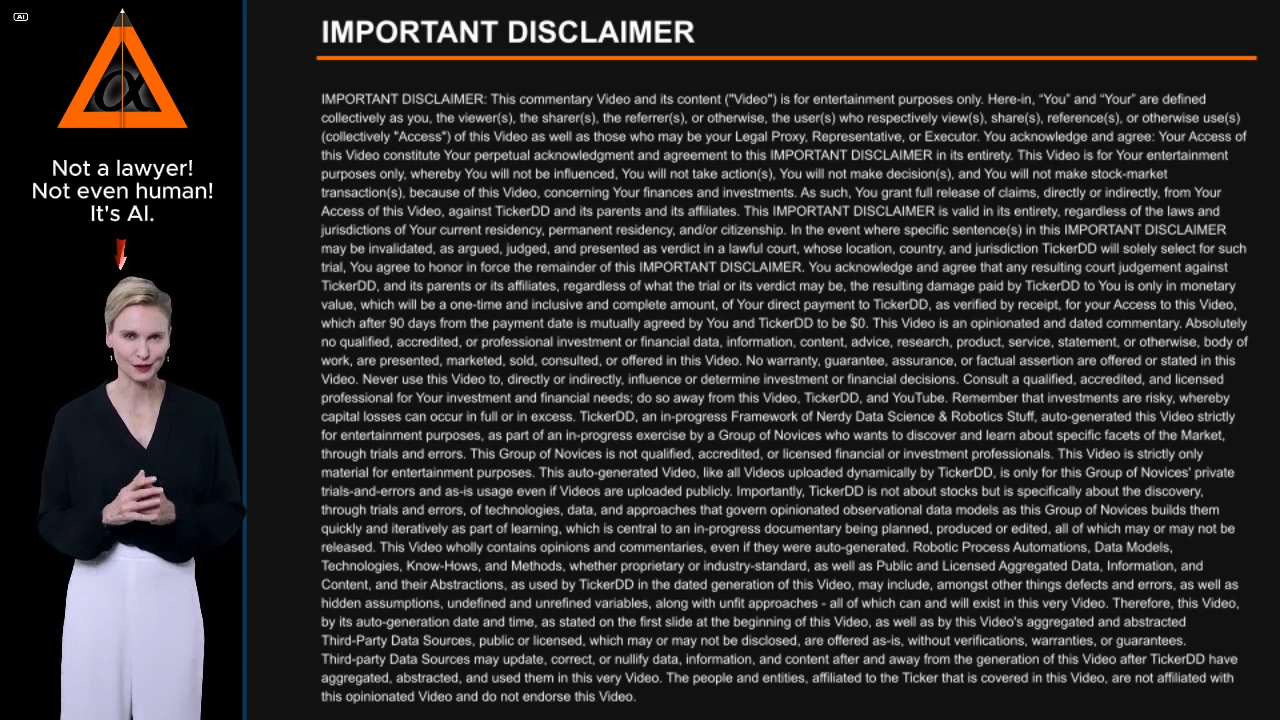 AI
α
Not a lawyer!
Not even human!
It's AI.
IMPORTANT DISCLAIMER
IMPORTANT DISCLAIMER: This commentary Video and its content ("Video") is for entertainment purposes only. Here-in, “You” and “Your” are defined
collectively as you, the viewer(s), the sharer(s), the referrer(s), or otherwise, the user(s) who respectively view(s), share(s), reference(s), or otherwise use(s)
(collectively "Access") of this Video as well as those who may be your Legal Proxy, Representative, or Executor. You acknowledge and agree: Your Access of
this Video constitute Your perpetual acknowledgment and agreement to this IMPORTANT DISCLAIMER in its entirety. This Video is for Your entertainment
purposes only, whereby You will not be influenced, You will not take action(s), You will not make decision(s), and You will not make stock-market
transaction(s), because of this Video, concerning Your finances and investments. As such, You grant full release of claims, directly or indirectly, from Your
Access of this Video, against TickerDD and its parents and its affiliates. This IMPORTANT DISCLAIMER is valid in its entirety, regardless of the laws and
jurisdictions of Your current residency, permanent residency, and/or citizenship. In the event where specific sentence(s) in this IMPORTANT DISCLAIMER
may be invalidated, as argued, judged, and presented as verdict in a lawful court, whose location, country, and jurisdiction TickerDD will solely select for such
trial, You agree to honor in force the remainder of this IMPORTANT DISCLAIMER. You acknowledge and agree that any resulting court judgement against
TickerDD, and its parents or its affiliates, regardless of what the trial or its verdict may be, the resulting damage paid by TickerDD to You is only in monetary
value, which will be a one-time and inclusive and complete amount, of Your direct payment to TickerDD, as verified by receipt, for your Access to this Video,
which after 90 days from the payment date is mutually agreed by You and TickerDD to be $0. This Video is an opinionated and dated commentary. Absolutely
no qualified, accredited, or professional investment or financial data, information, content, advice, research, product, service, statement, or otherwise, body of
work, are presented, marketed, sold, consulted, or offered in this Video. No warranty, guarantee, assurance, or factual assertion are offered or stated in this
Video. Never use this Video to, directly or indirectly, influence or determine investment or financial decisions. Consult a qualified, accredited, and licensed
professional for Your investment and financial needs; do so away from this Video, TickerDD, and YouTube. Remember that investments are risky, whereby
capital losses can occur in full or in excess. TickerDD, an in-progress Framework of Nerdy Data Science & Robotics Stuff, auto-generated this Video strictly
for entertainment purposes, as part of an in-progress exercise by a Group of Novices who wants to discover and learn about specific facets of the Market,
through trials and errors. This Group of Novices is not qualified, accredited, or licensed financial or investment professionals. This Video is strictly only
material for entertainment purposes. This auto-generated Video, like all Videos uploaded dynamically by TickerDD, is only for this Group of Novices' private
trials-and-errors and as-is usage even if Videos are uploaded publicly. Importantly, TickerDD is not about stocks but is specifically about the discovery,
through trials and errors, of technologies, data, and approaches that govern opinionated observational data models as this Group of Novices builds them
quickly and iteratively as part of learning, which is central to an in-progress documentary being planned, produced or edited, all of which may or may not be
released. This Video wholly contains opinions and commentaries, even if they were auto-generated. Robotic Process Automations, Data Models,
Technologies, Know-Hows, and Methods, whether proprietary or industry-standard, as well as Public and Licensed Aggregated Data, Information, and
Content, and their Abstractions, as used by TickerDD in the dated generation of this Video, may include, amongst other things defects and errors, as well as
hidden assumptions, undefined and unrefined variables, along with unfit approaches - all of which can and will exist in this very Video. Therefore, this Video,
by its auto-generation date and time, as stated on the first slide at the beginning of this Video, as well as by this Video's aggregated and abstracted
Third-Party Data Sources, public or licensed, which may or may not be disclosed, are offered as-is, without verifications, warranties, or guarantees.
Third-party Data Sources may update, correct, or nullify data, information, and content after and away from the generation of this Video after TickerDD have
aggregated, abstracted, and used them in this very Video. The people and entities, affiliated to the Ticker that is covered in this Video, are not affiliated with
this opinionated Video and do not endorse this Video.